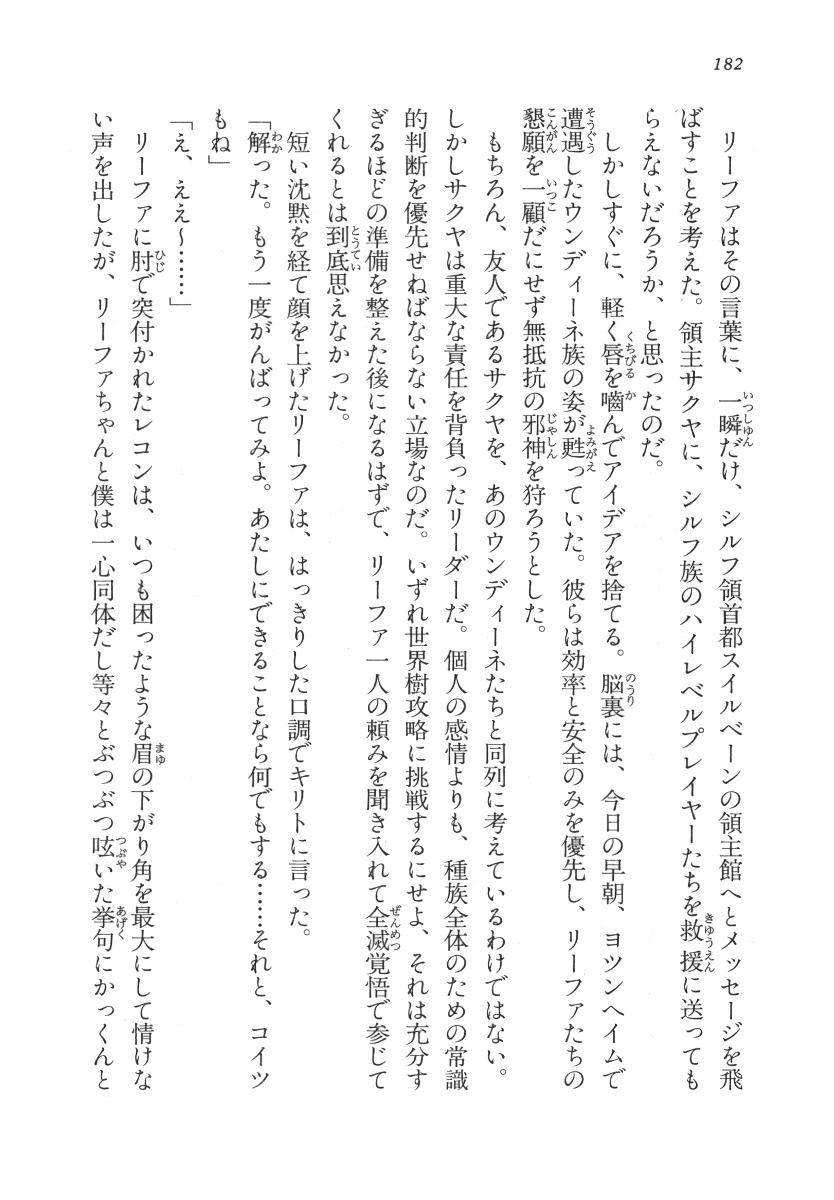 182
リーファはその言葉に、一瞬だけ、シルフ領首都スイルベーンの領主館へとメッセージを飛
ばすことを考えた。領主サクヤに、シルフ族のハイレベルプレイヤーたちを救援に送っても
らえないだろうか、と思ったのだ。
しかしすぐに、軽く唇を嚙んでアイデアを捨てる。脳裏には、今日の早朝、ヨツンヘイムで
遭遇したウンディーネ族の姿が甦っていた。彼らは効率と安全のみを優先し、リーファたちの
懇願を一顧だにせず無抵抗の邪神を狩ろうとした。
もちろん、友人であるサクヤを、あのウンディーネたちと同列に考えているわけではない。
しかしサクヤは重大な責任を背負ったリーダーだ。個人の感情よりも、種族全体のための常識
的判断を優先せねばならない立場なのだ。いずれ世界樹攻略に挑戦するにせよ、それは充分す
ぎるほどの準備を整えた後になるはずで、リーファ一人の頼みを聞き入れて全滅覚悟で参じて
くれるとは到底思えなかった。
短い沈黙を経て顔を上げたリーファは、はっきりした口調でキリトに言った。
「解った。もう一度がんばってみよ。あたしにできることなら何でもする……それと、コイツ
もね」
「え、ええ～……」
リーファに肘で突付かれたレコンは、いつも困ったような眉の下がり角を最大にして情けな
い声を出したが、リーファちゃんと僕は一心同体だし等々とぶつぶつ呟いた挙句にかっくんと